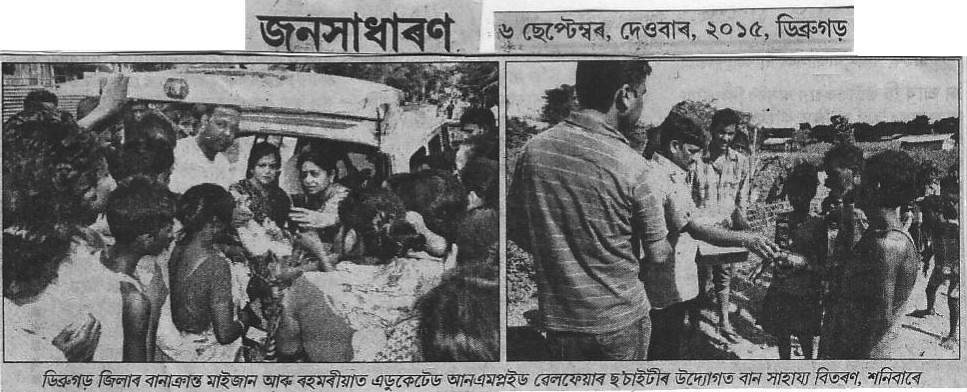 জনসাধাৰণ
৬ ছেপ্টেম্বৰ, দেওবাৰ, ২০১৫, ডিব্ৰুগড়
ডিব্ৰুগড় জিলাৰ বানাক্ৰান্ত মাইজান আৰু ৰহমৰীয়াত এডুকেটেড আনএমপ্লইড ৱেলফেয়াৰ ছ'চাইটীৰ উদ্যোগত বান সাহায্য বিতৰণ, শনিবাৰে